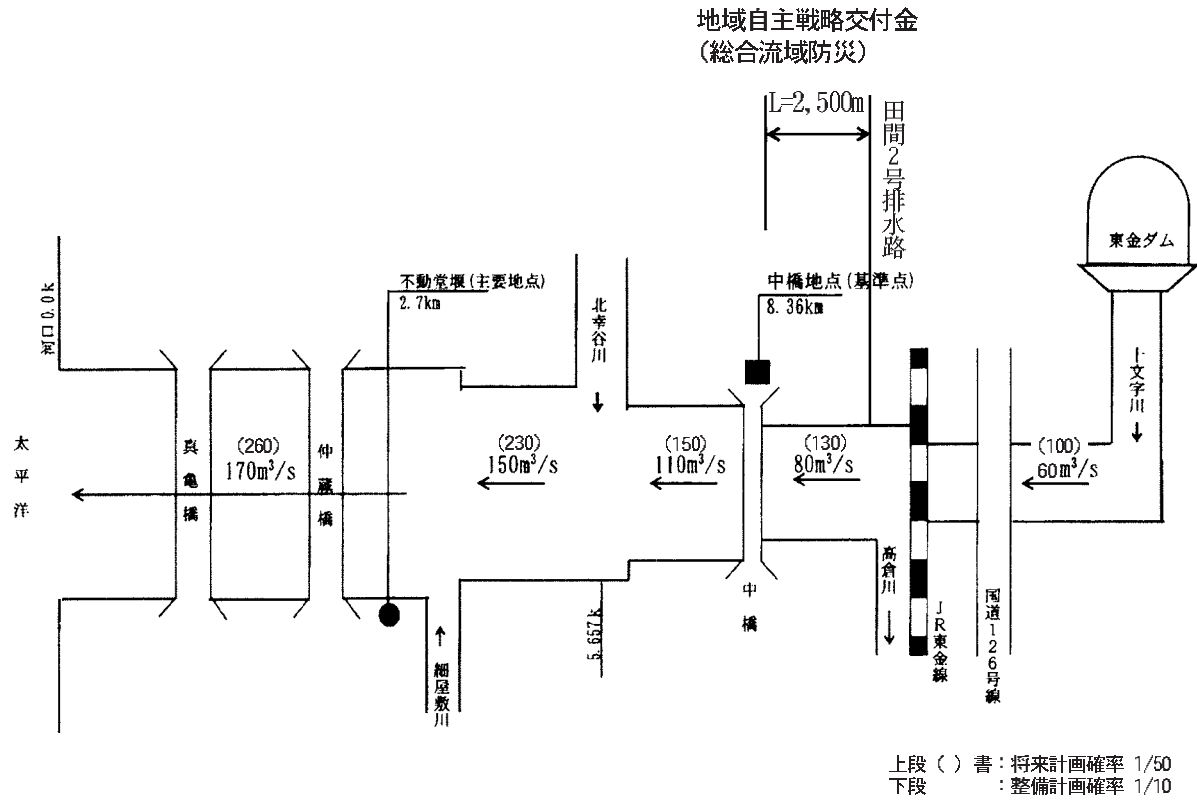 地域自主戦略交付金
（総合流域防災）
L=2,500m
田間2号排水路
東金ダム
不動堂堰(主要地点)
2.7km
中橋地点(基準点)
8.36km
河口0.0k
北幸谷川
十文字川
太平洋
真亀橋
(260)
170m³/s
仲蔵橋
(230)
150m³/s
(150)
110m³/s
(130)
80m³/s
(100)
60m³/s
高倉川
中橋
5.657k
細屋敷川
JR東金線
国道126号線
上段（ ）書：将来計画確率 1/50
下段　　　：整備計画確率 1/10